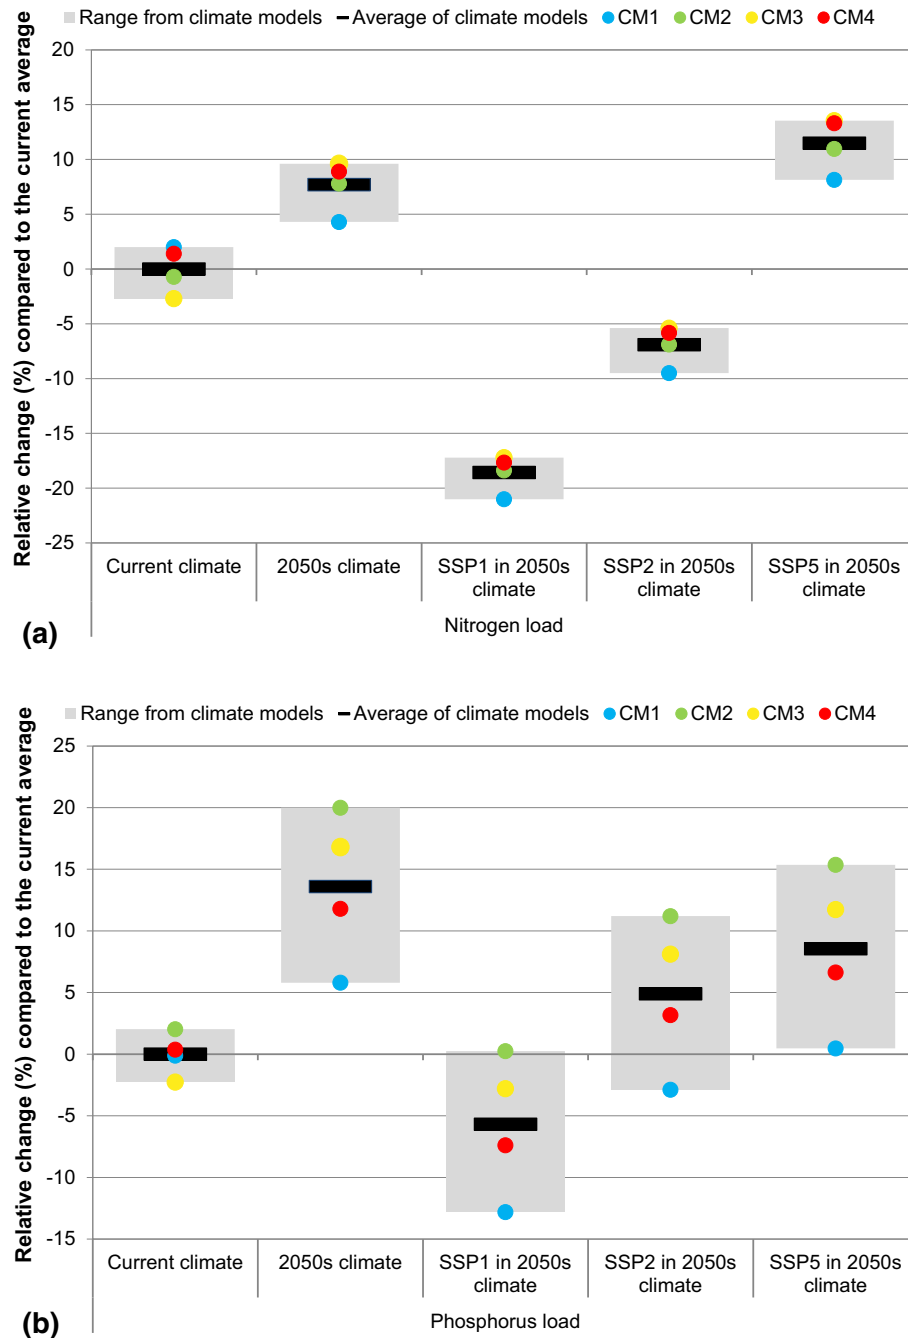 Range from climate models Average of climate models CM1 CM2 CM3 CM4
Relative change (%) compared to the current average
20
15
10
5
0
-5
-10
-15
-20
-25
Current climate 2050s climate SSP1 in 2050s climate SSP2 in 2050s climate SSP5 in 2050s climate
Nitrogen load
(a)
Range from climate models Average of climate models CM1 CM2 CM3 CM4
Relative change (%) compared to the current average
25
20
15
10
5
0
-5
-10
-15
Current climate 2050s climate SSP1 in 2050s climate SSP2 in 2050s climate SSP5 in 2050s climate
Phosphorus load
(b)